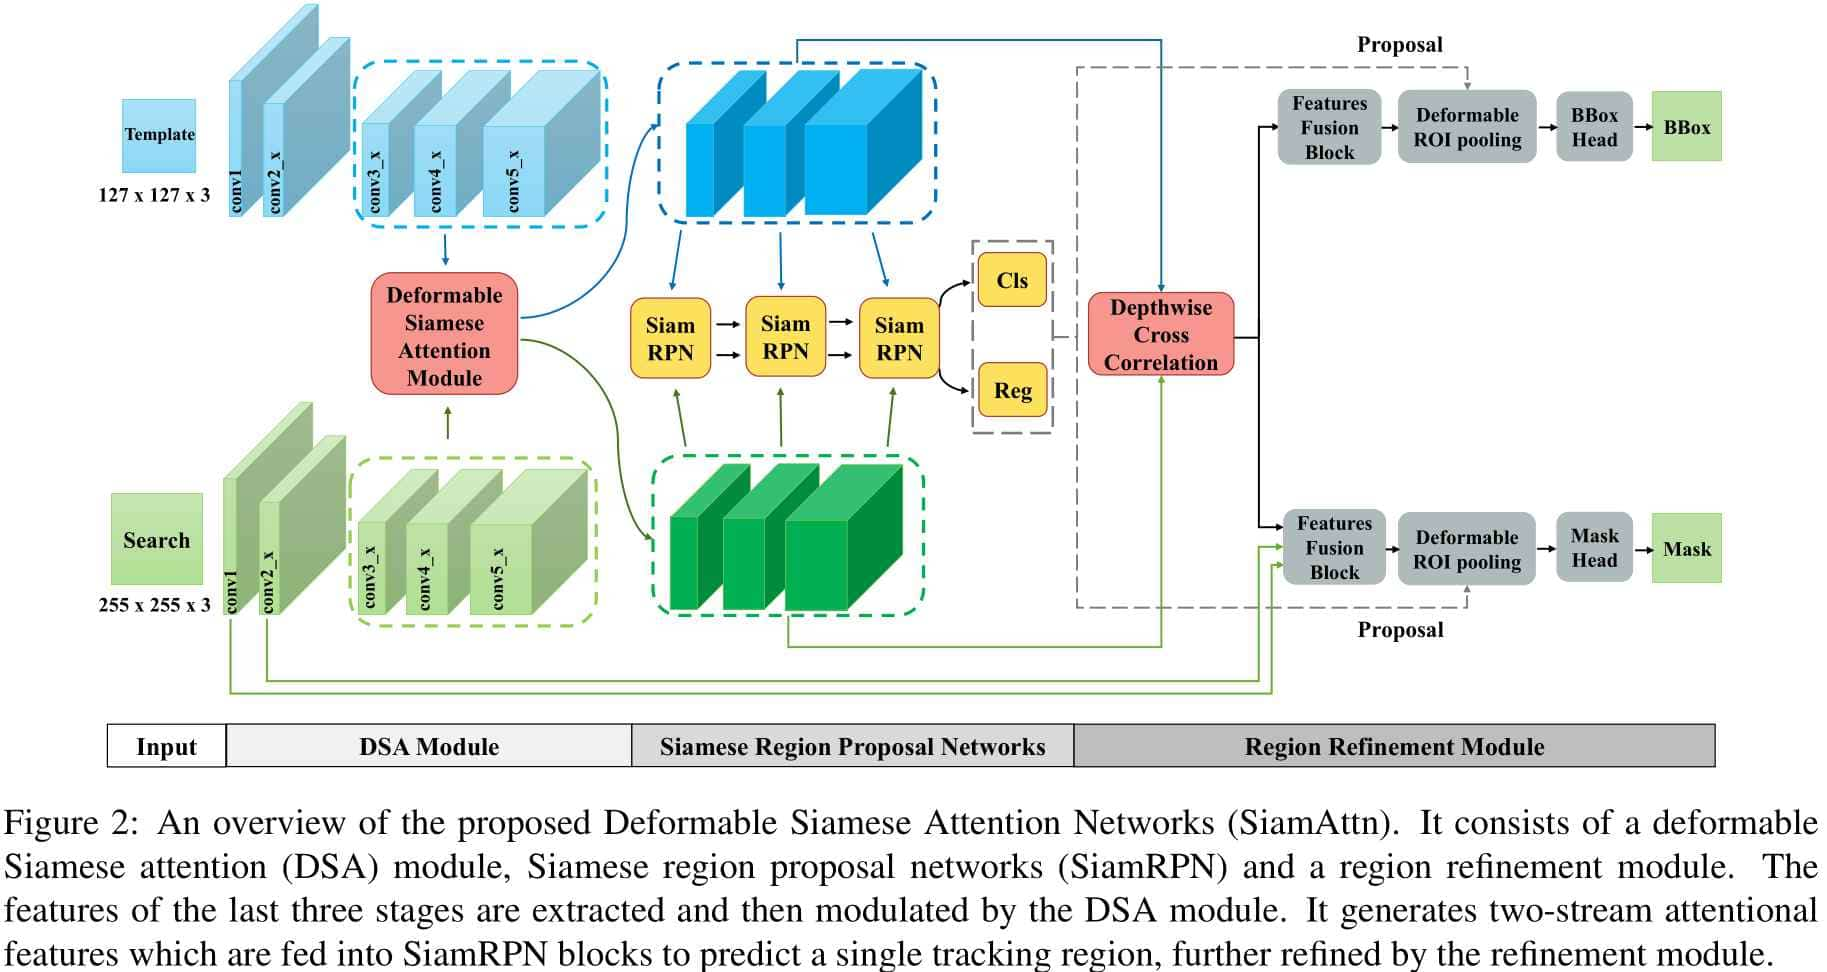 Proposal
Template
127 x 127 x 3
conv1
conv2_x
conv3_x
conv4_x
conv5_x
Features
Fusion
Block
Deformable
ROI pooling
BBox
Head
BBox
Deformable
Siamese
Attention
Module
Siam
RPN
Siam
RPN
Siam
RPN
Cls
Reg
Depthwise
Cross
Correlation
Search
255 x 255 x 3
conv1
conv2_x
conv3_x
conv4_x
conv5_x
Features
Fusion
Block
Deformable
ROI pooling
Mask
Head
Mask
Proposal
Input
DSA Module
Siamese Region Proposal Networks
Region Refinement Module
Figure 2: An overview of the proposed Deformable Siamese Attention Networks (SiamAttn). It consists of a deformable
Siamese attention (DSA) module, Siamese region proposal networks (SiamRPN) and a region refinement module. The
features of the last three stages are extracted and then modulated by the DSA module. It generates two-stream attentional
features which are fed into SiamRPN blocks to predict a single tracking region, further refined by the refinement module.